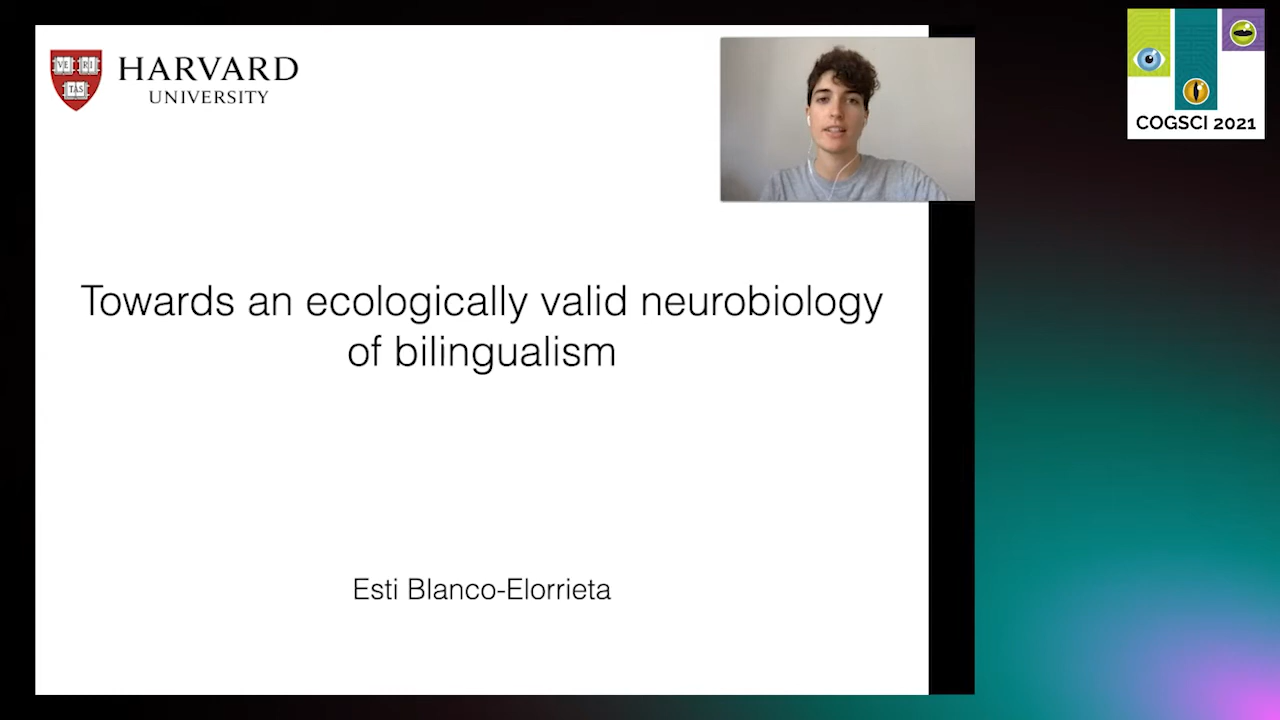 VE RI
TAS
HARVARD
UNIVERSITY
COGSCI 2021
Towards an ecologically valid neurobiology
of bilingualism
Esti Blanco-Elorrieta